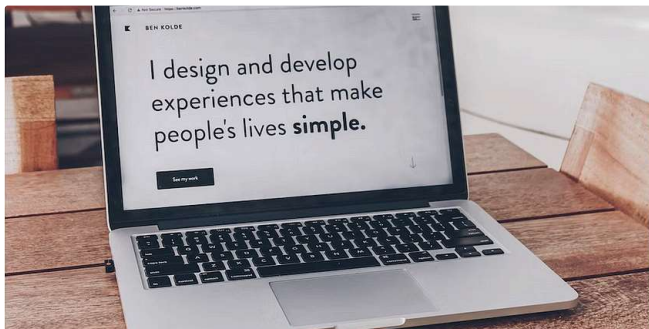 BEN KOLDE
I design and develop
experiences that make
people's lives simple.
See my work